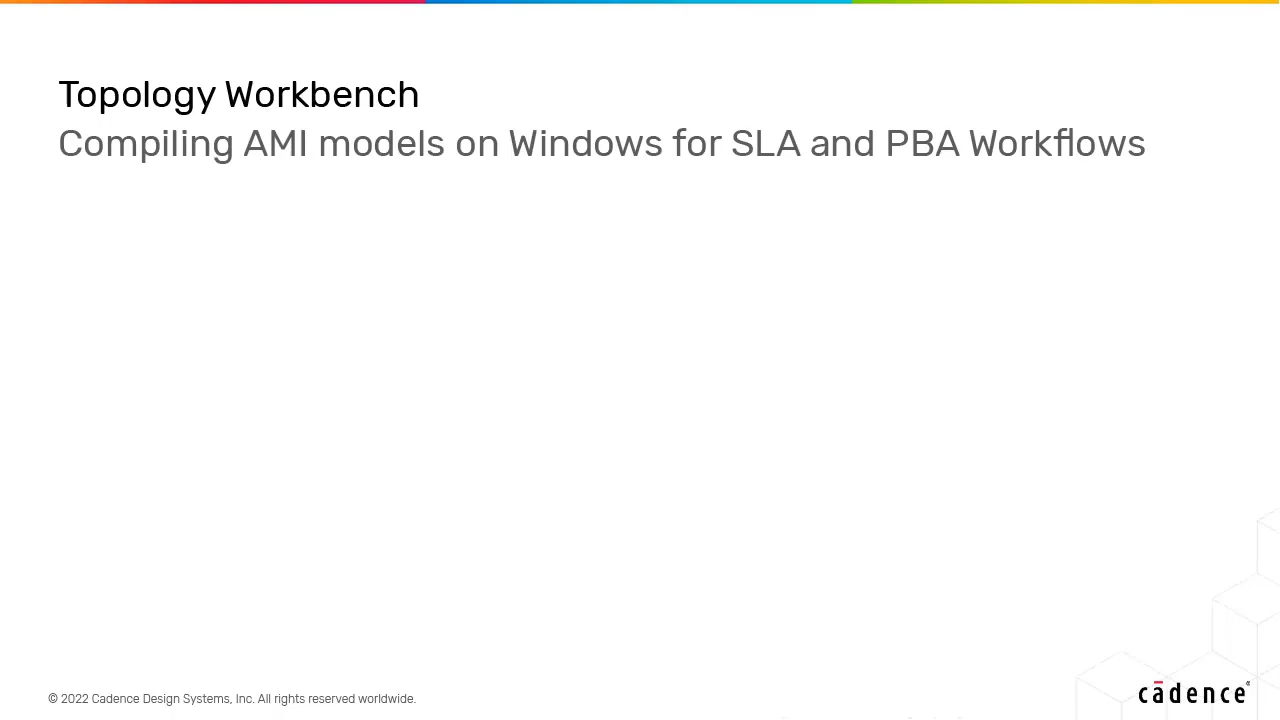 Topology Workbench
Compiling AMI models on Windows for SLA and PBA Workflows
© 2022 Cadence Design Systems, Inc. All rights reserved worldwide.
cādence®